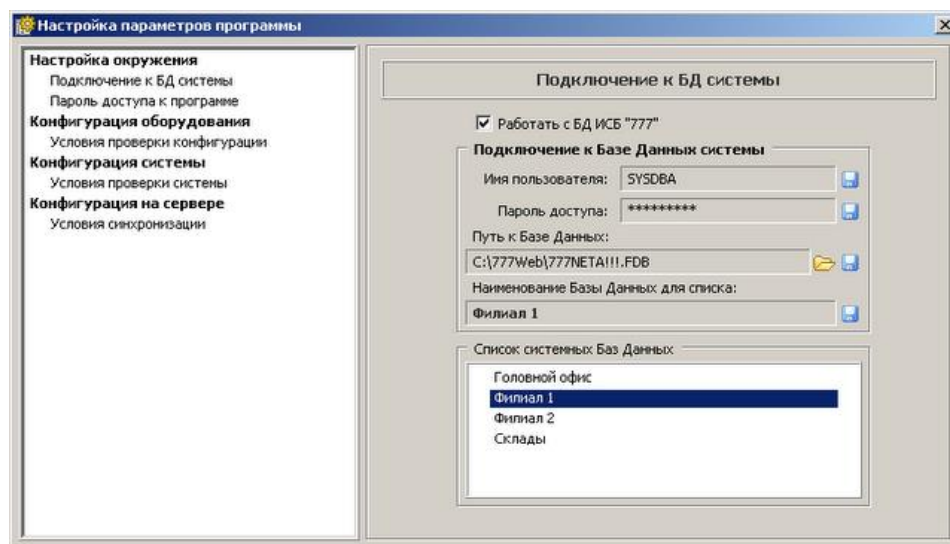 Настройка параметров программы
Настройка окружения
Подключение к БД системы
Пароль доступа к программе
Конфигурация оборудования
Условия проверки конфигурации
Конфигурация системы
Условия проверки системы
Конфигурация на сервере
Условия синхронизации
Подключение к БД системы
Работать с БД ИСБ "777"
Подключение к Базе Данных системы
Имя пользователя: SYSDBA
Пароль доступа: *********
Путь к Базе Данных:
C:\777Web\777NETA!!!.FDB
Наименование Базы Данных для списка:
Филиал 1
Список системных Баз Данных
Головной офис
Филиал 1
Филиал 2
Склады